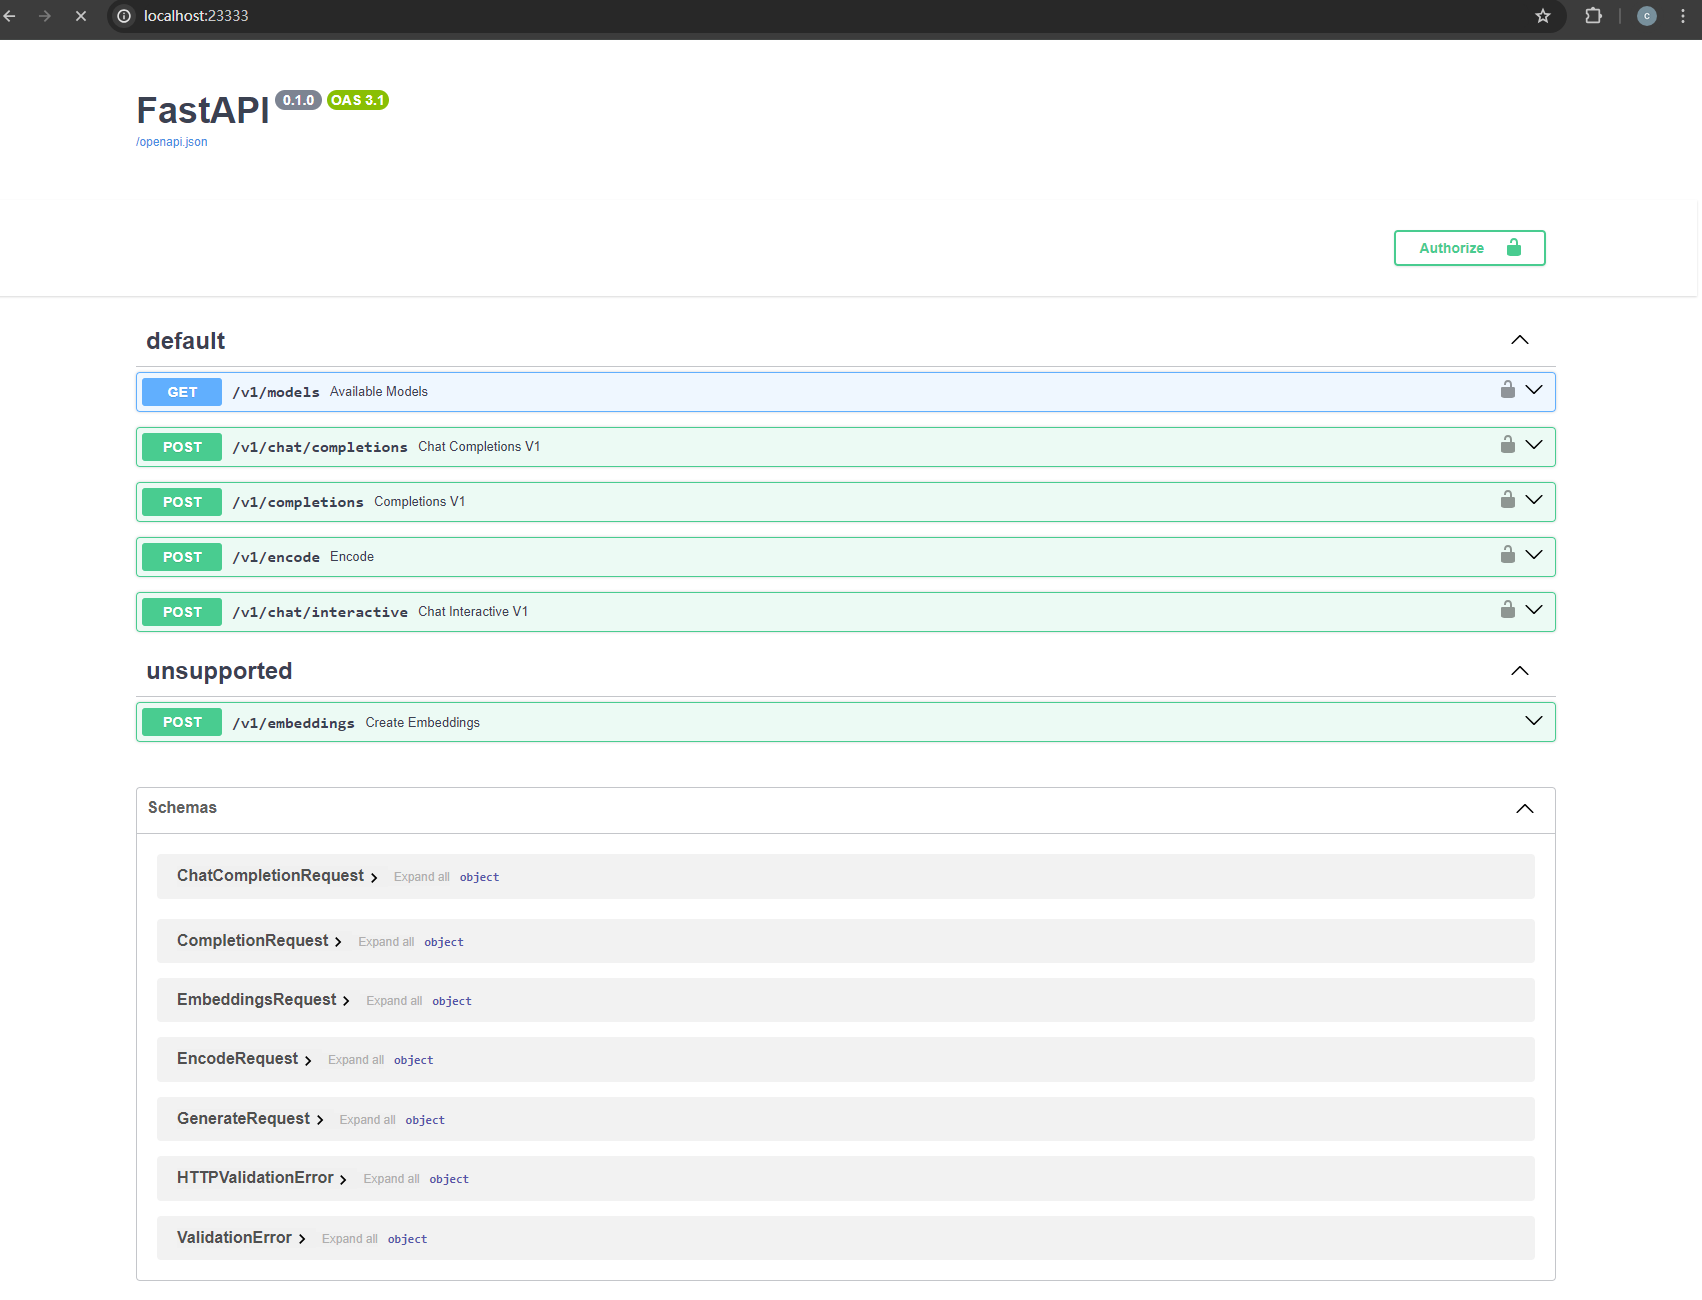 localhost:23333
c
FastAPI 0.1.0 OAS 3.1
/openapi.json
Authorize
default
GET /v1/models Available Models
POST /v1/chat/completions Chat Completions V1
POST /v1/completions Completions V1
POST /v1/encode Encode
POST /v1/chat/interactive Chat Interactive V1
unsupported
POST /v1/embeddings Create Embeddings
Schemas
ChatCompletionRequest Expand all object
CompletionRequest Expand all object
EmbeddingsRequest Expand all object
EncodeRequest Expand all object
GenerateRequest Expand all object
HTTPValidationError Expand all object
ValidationError Expand all object